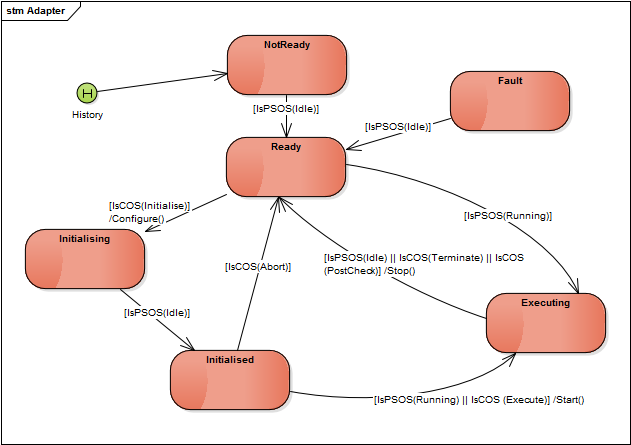 stm Adapter
NotReady
H
History
[IsPSOS(Idle)]
Fault
[IsPSOS(Idle)]
Ready
[IsCOS(Initialise)]
/Configure()
[IsPSOS(Running)]
Initialising
[IsCOS(Abort)]
[IsPSOS(Idle) || IsCOS(Terminate) || IsCOS
(PostCheck)] /Stop()
Executing
[IsPSOS(Idle)]
Initialised
[IsPSOS(Running) || IsCOS (Execute)] /Start()